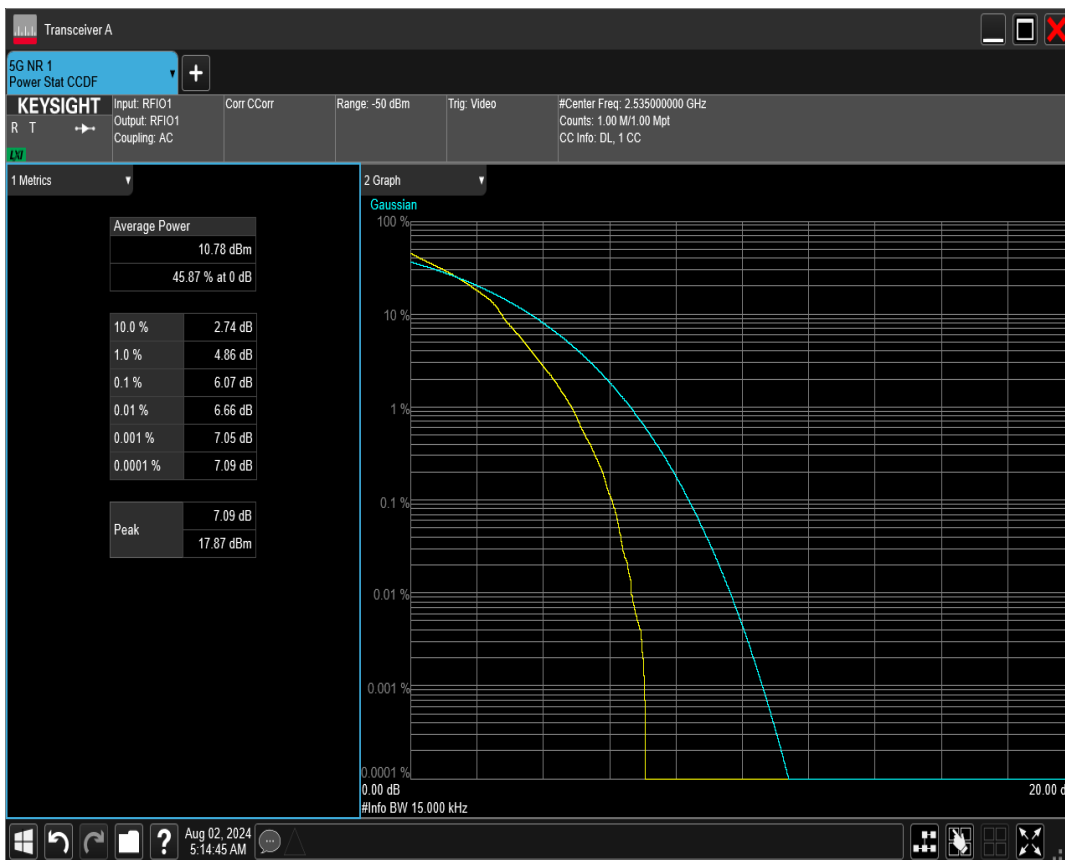 Transceiver A
5G NR 1
Power Stat CCDF
+
KEYSIGHT
R T
LXI
Input: RFIO1
Output: RFIO1
Coupling: AC
Corr CCorr
Range: -50 dBm
Trig: Video
#Center Freq: 2.535000000 GHz
Counts: 1.00 M/1.00 Mpt
CC Info: DL, 1 CC
1 Metrics
Average Power
10.78 dBm
45.87 % at 0 dB
10.0 % 2.74 dB
1.0 % 4.86 dB
0.1 % 6.07 dB
0.01 % 6.66 dB
0.001 % 7.05 dB
0.0001 % 7.09 dB
Peak 7.09 dB
17.87 dBm
2 Graph
Gaussian
100 %
10 %
1 %
0.1 %
0.01 %
0.001 %
0.0001 %
0.00 dB 20.00 d
#Info BW 15.000 kHz
? Aug 02, 2024
5:14:45 AM